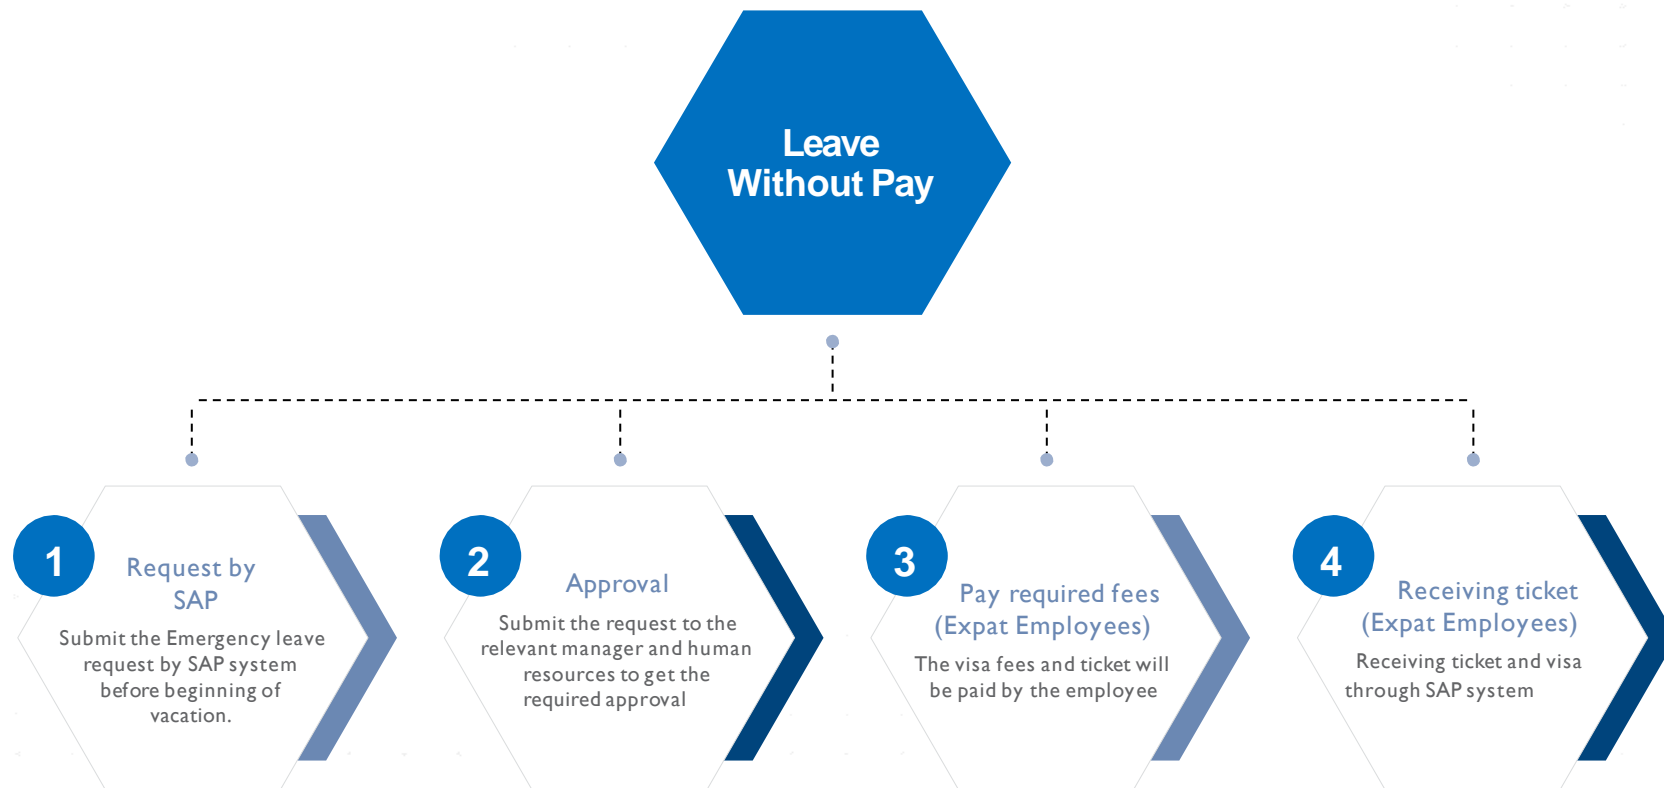 Leave
Without Pay
1
Request by
SAP
Submit the Emergency leave
request by SAP system
before beginning of
vacation.
2
Approval
Submit the request to the
relevant manager and human
resources to get the
required approval
3
Pay required fees
(Expat Employees)
The visa fees and ticket will
be paid by the employee
4
Receiving ticket
(Expat Employees)
Receiving ticket and visa
through SAP system